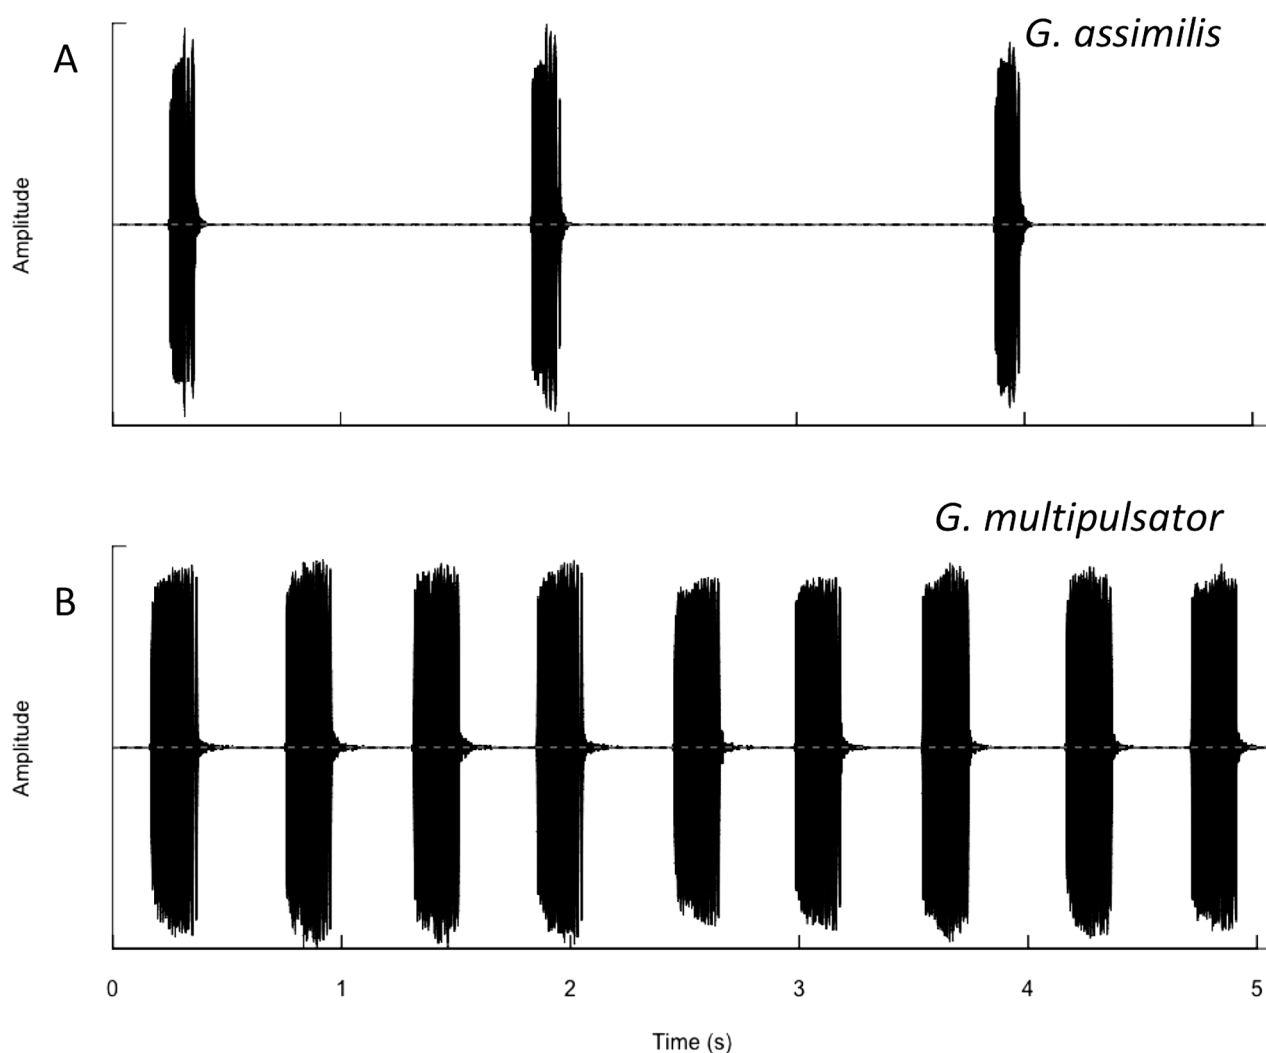 G. assimilis
A
Amplitude
G. multipulsator
B
Amplitude
0 1 2 3 4 5
Time (s)